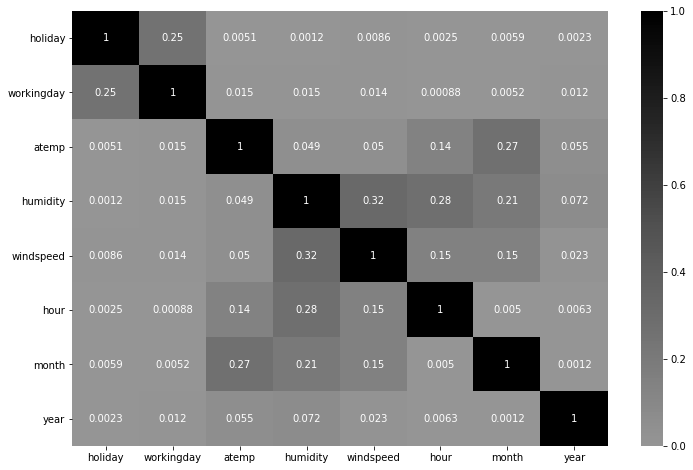 holiday 1 0.25 0.0051 0.0012 0.0086 0.0025 0.0059 0.0023
workingday 0.25 1 0.015 0.015 0.014 0.00088 0.0052 0.012
atemp 0.0051 0.015 1 0.049 0.05 0.14 0.27 0.055
humidity 0.0012 0.015 0.049 1 0.32 0.28 0.21 0.072
windspeed 0.0086 0.014 0.05 0.32 1 0.15 0.15 0.023
hour 0.0025 0.00088 0.14 0.28 0.15 1 0.005 0.0063
month 0.0059 0.0052 0.27 0.21 0.15 0.005 1 0.0012
year 0.0023 0.012 0.055 0.072 0.023 0.0063 0.0012 1
holiday workingday atemp humidity windspeed hour month year
1.0
0.8
0.6
0.4
0.2
0.0